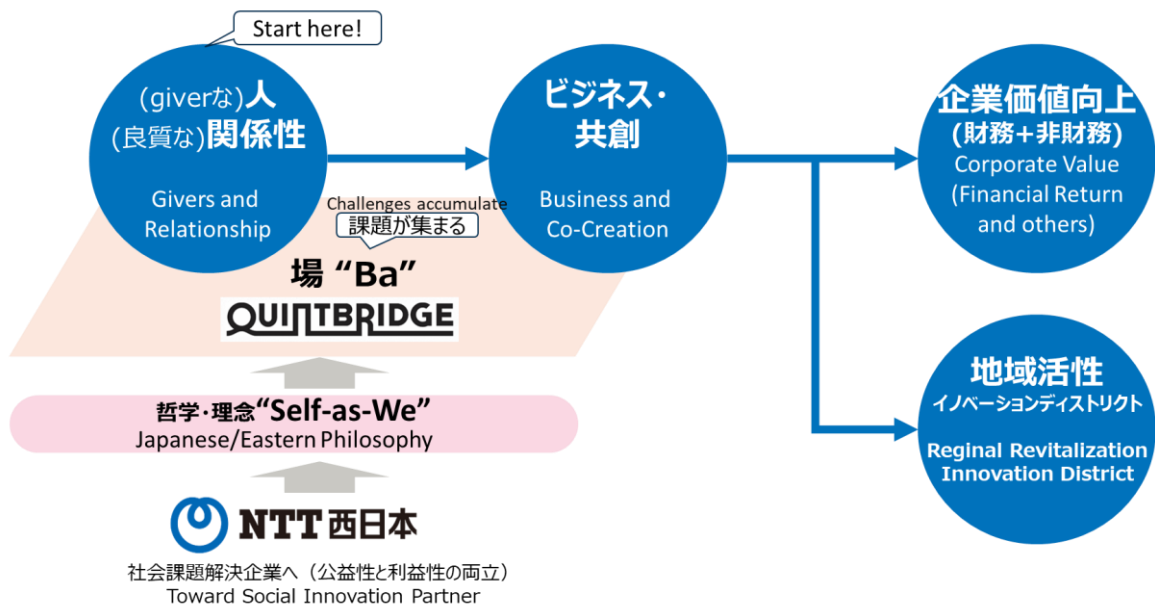 Start here!
(giverな)人
(良質な)関係性
Givers and
Relationship
ビジネス・
共創
Business and
Co-Creation
企業価値向上
(財務+非財務)
Corporate Value
(Financial Return
and others)
Challenges accumulate
課題が集まる
場 “Ba”
QUINTBRIDGE
哲学・理念“Self-as-We”
Japanese/Eastern Philosophy
NTT西日本
社会課題解決企業へ（公益性と利益性の両立）
Toward Social Innovation Partner
地域活性
イノベーションディストリクト
Reginal Revitalization
Innovation District